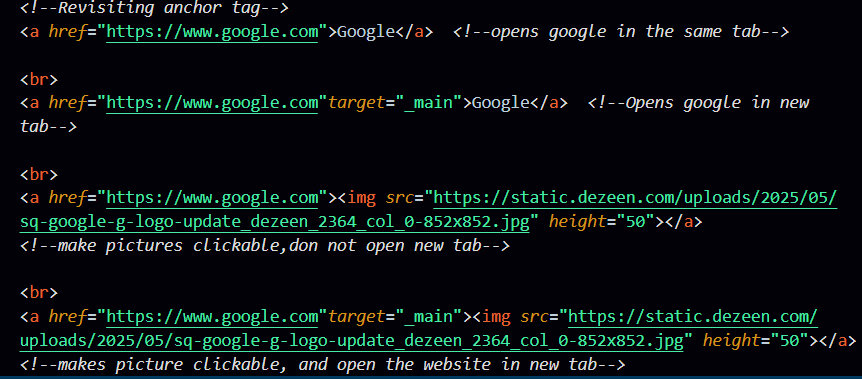 <!--Revisiting anchor tag-->
<a href="https://www.google.com">Google</a>  <!--opens google in the same tab-->
<br>
<a href="https://www.google.com"target="_main">Google</a>  <!--Opens google in new
tab-->
<br>
<a href="https://www.google.com"><img src="https://static.dezeen.com/uploads/2025/05/
sq-google-g-logo-update_dezeen_2364_col_0-852x852.jpg" height="50"></a>
<!--make pictures clickable,don not open new tab-->
<br>
<a href="https://www.google.com"target="_main"><img src="https://static.dezeen.com/
uploads/2025/05/sq-google-g-logo-update_dezeen_2364_col_0-852x852.jpg" height="50"></a>
<!--makes picture clickable, and open the website in new tab-->